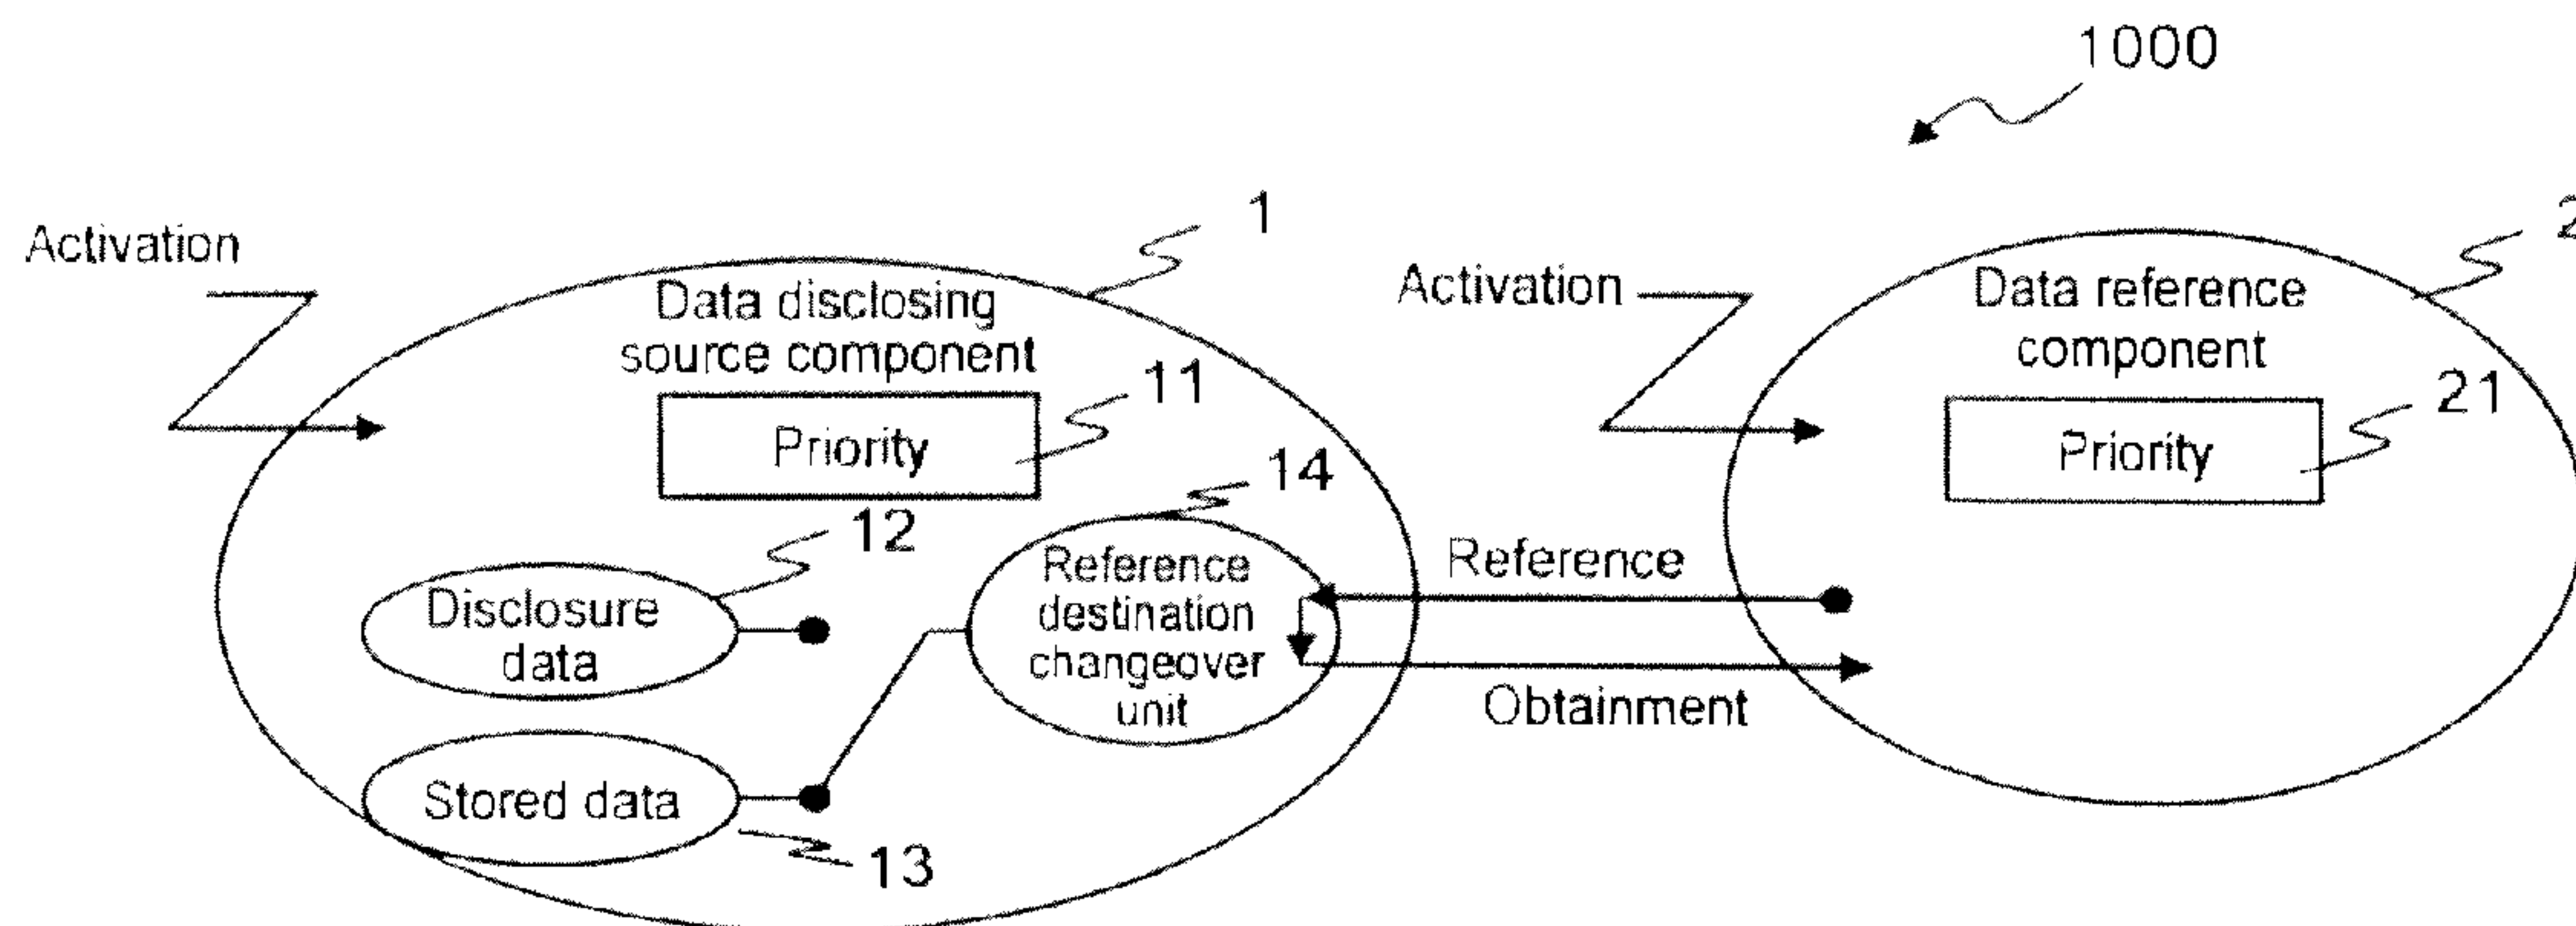 1000
1
2
Activation
Data disclosing
source component
Activation
Data reference
component
11
Priority
21
Priority
14
12
Reference
destination
changeover
unit
Reference
Disclosure
data
Obtainment
Stored data
13